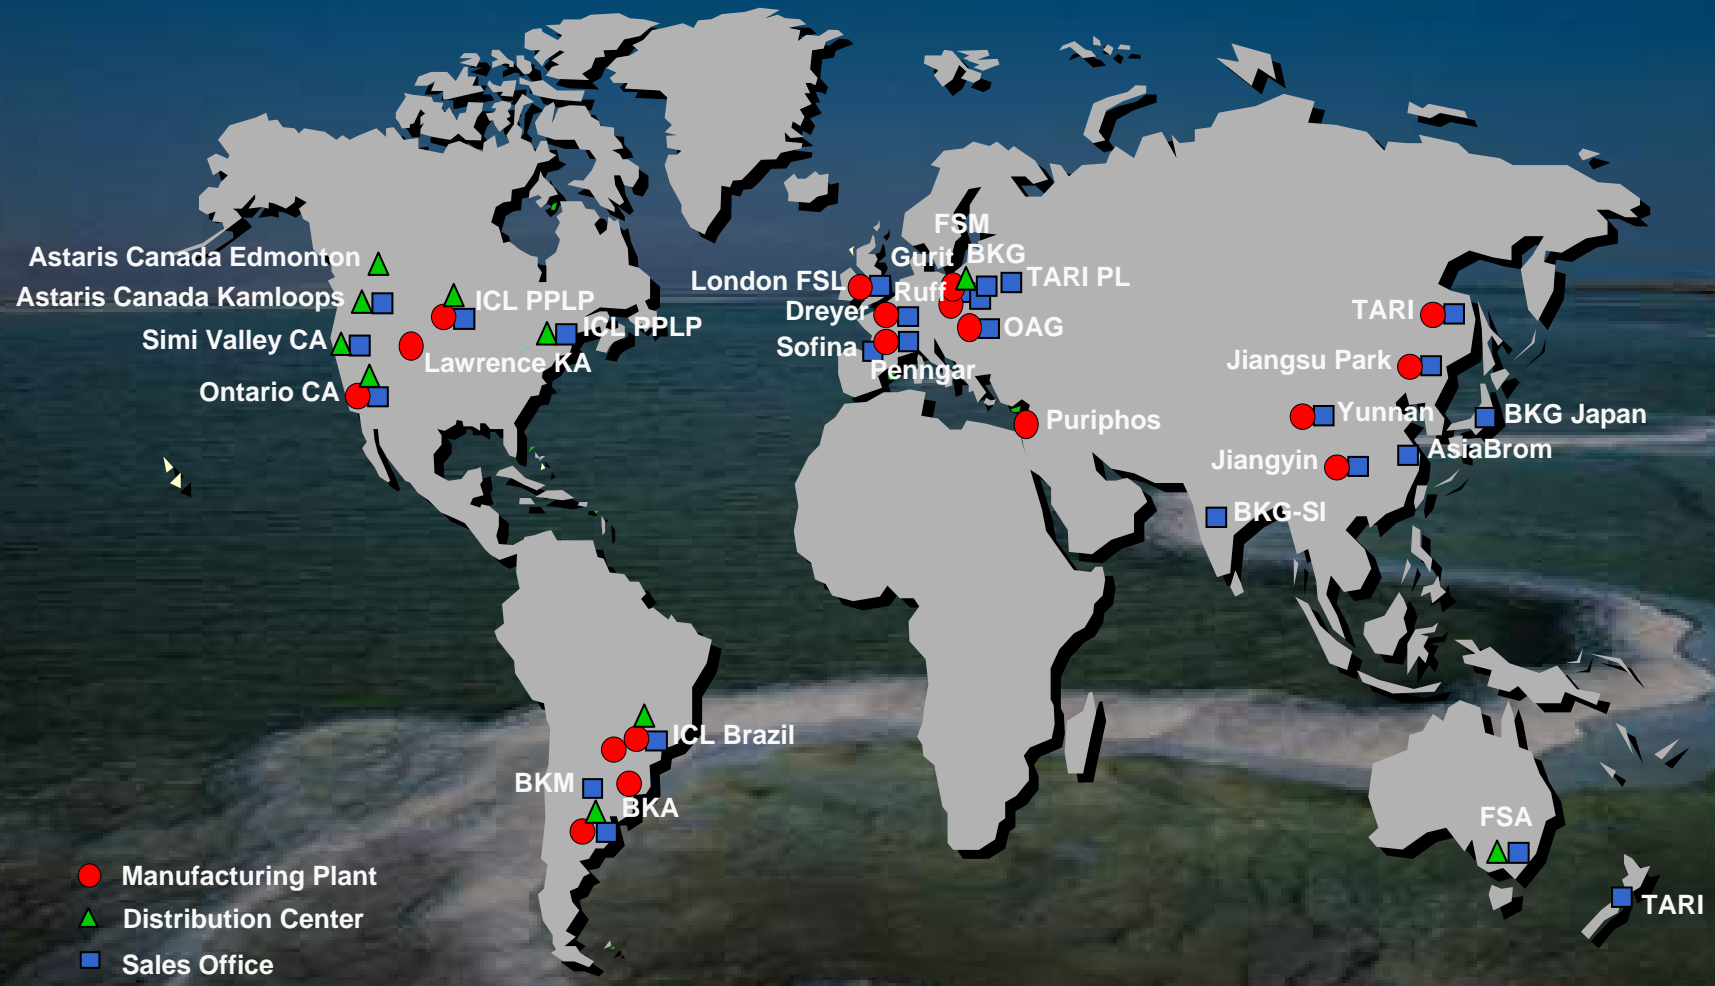 FSM
Astaris Canada Edmonton
Gurit
BKG
London FSL
Ruff
TARI PL
Astaris Canada Kamloops
ICL PPLP
Dreyer
TARI
Simi Valley CA
ICL PPLP
OAG
Sofina
Lawrence KA
Penngar
Jiangsu Park
Ontario CA
Puriphos
Yunnan
BKG Japan
Jiangyin
AsiaBrom
BKG-SI
ICL Brazil
BKM
BKA
FSA
TARI
Manufacturing Plant
Distribution Center
Sales Office